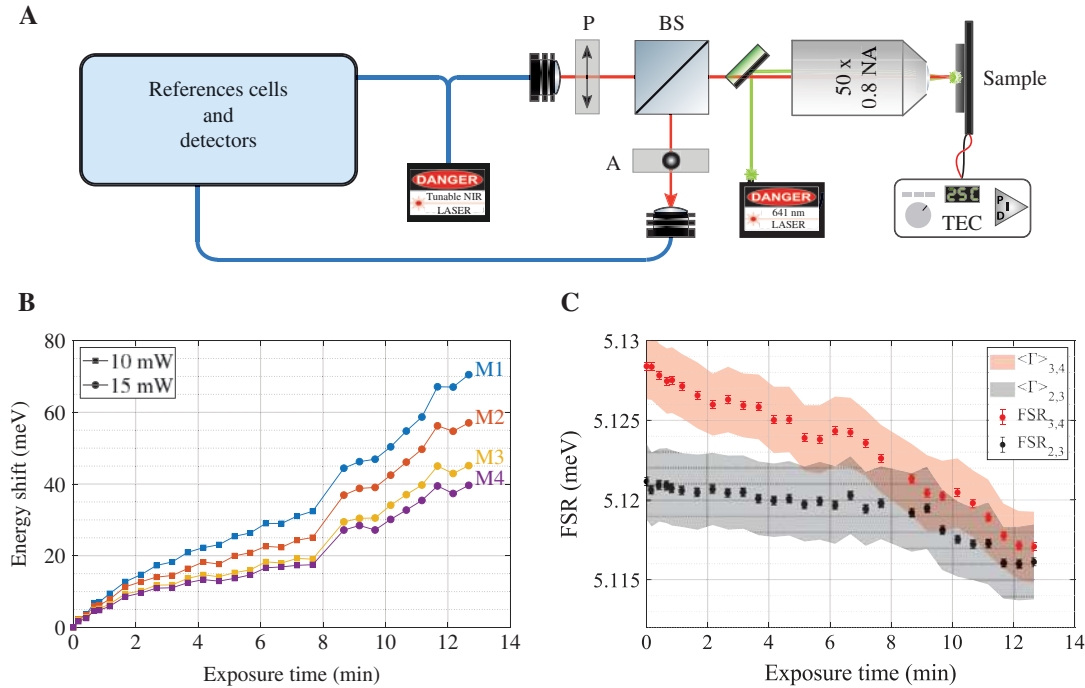 A
P
BS
References cells
and
detectors
50 x
0.8 NA
Sample
A
DANGER
Tunable NIR
LASER
DANGER
641 nm
LASER
25C
TEC
P I D
B
80
60
40
20
0
Energy shift (meV)
10 mW
15 mW
M1
M2
M3
M4
0 2 4 6 8 10 12 14
Exposure time (min)
C
5.13
5.125
5.12
5.115
FSR (meV)
<Γ>3,4
<Γ>2,3
FSR3,4
FSR2,3
0 2 4 6 8 10 12 14
Exposure time (min)